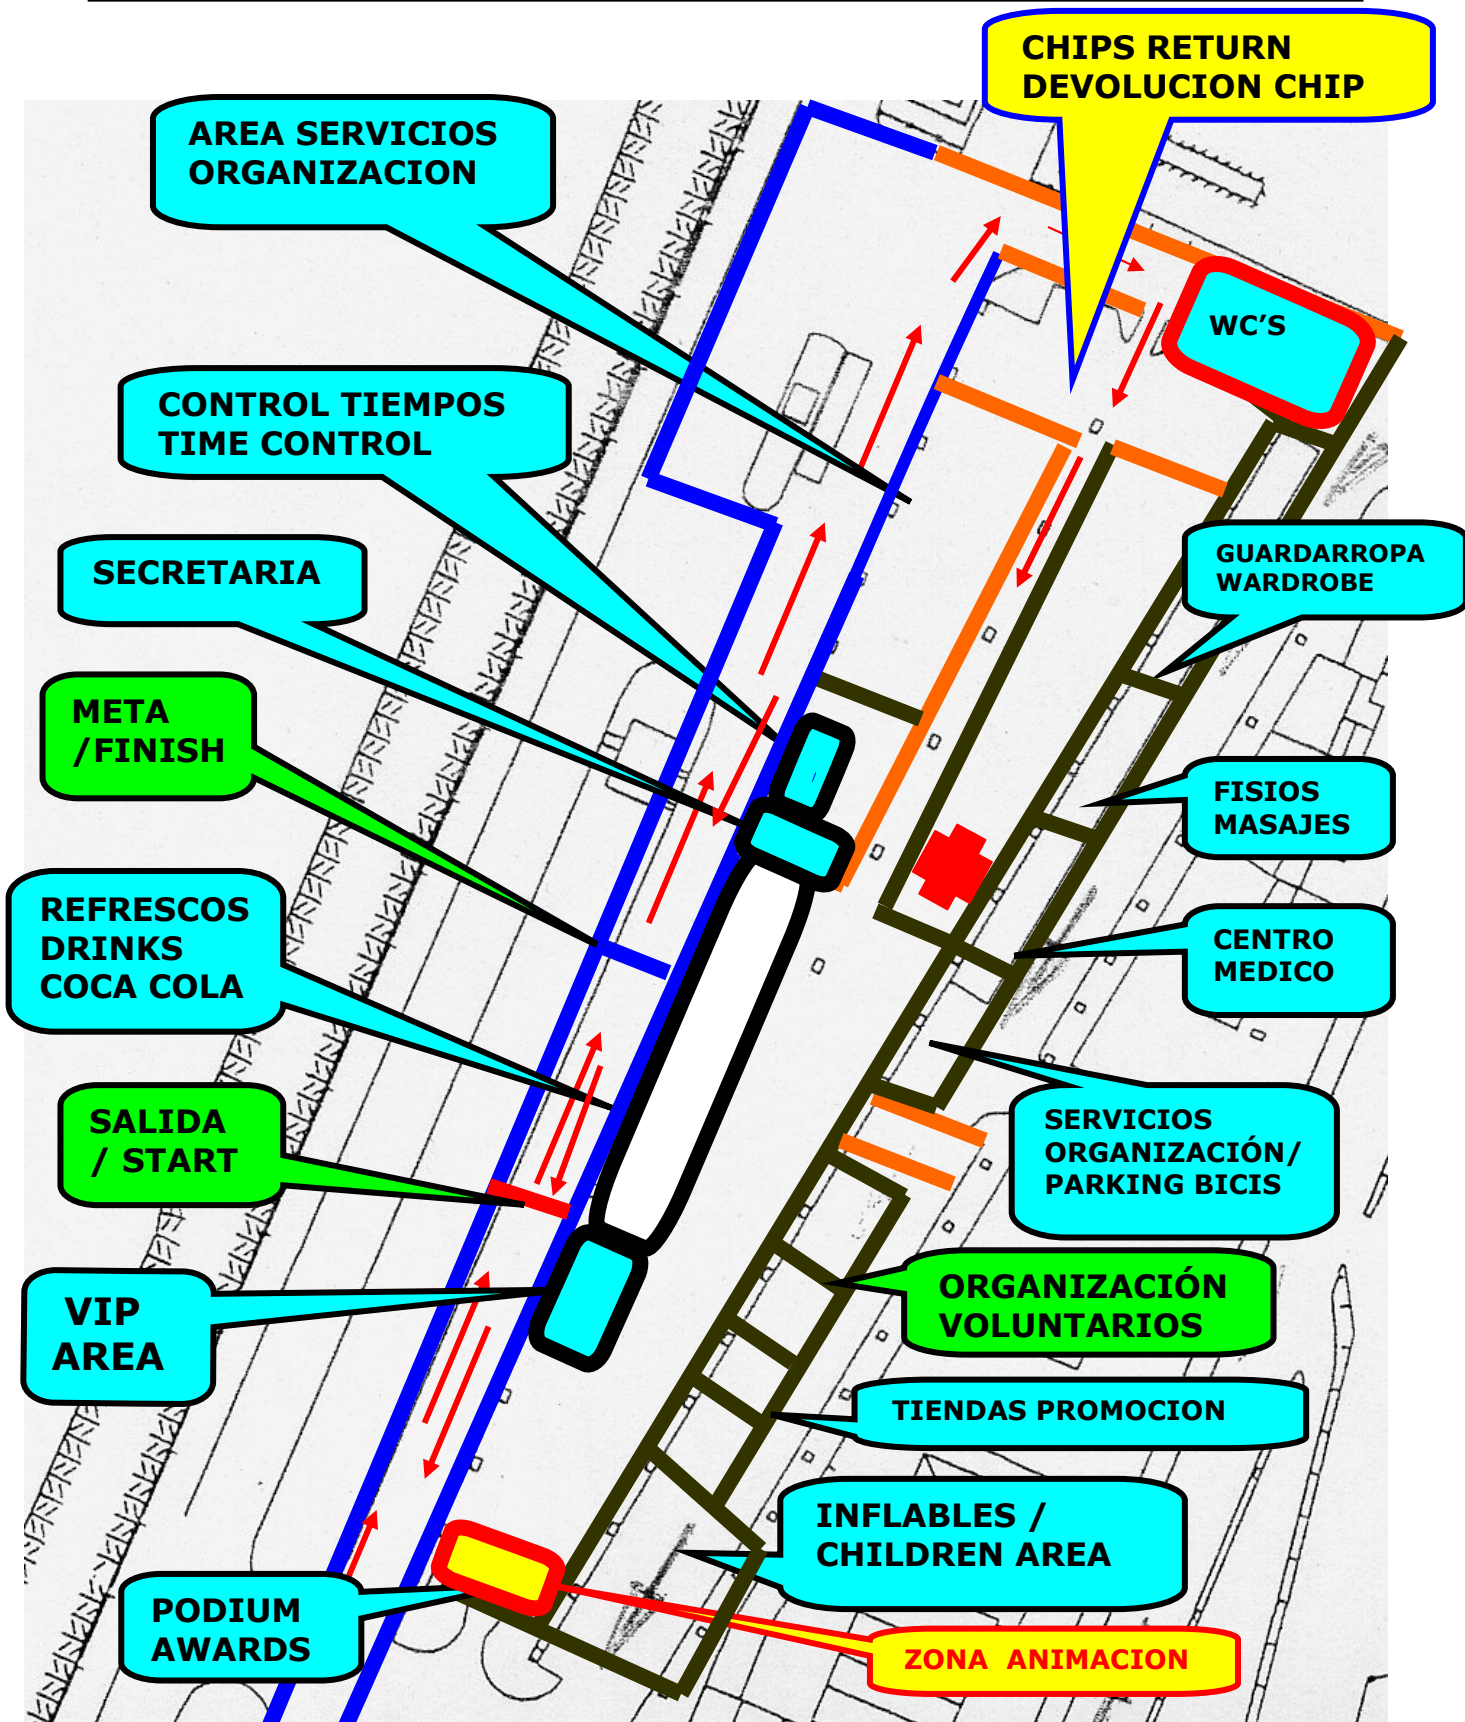 CHIPS RETURN
DEVOLUCION CHIP
AREA SERVICIOS
ORGANIZACION
WC'S
CONTROL TIEMPOS
TIME CONTROL
SECRETARIA
GUARDARROPA
WARDROBE
META
/FINISH
FISIOS
MASAJES
REFRESCOS
DRINKS
COCA COLA
CENTRO
MEDICO
SALIDA
/ START
SERVICIOS
ORGANIZACIÓN/
PARKING BICIS
VIP
AREA
ORGANIZACIÓN
VOLUNTARIOS
TIENDAS PROMOCION
INFLABLES /
CHILDREN AREA
PODIUM
AWARDS
ZONA  ANIMACION